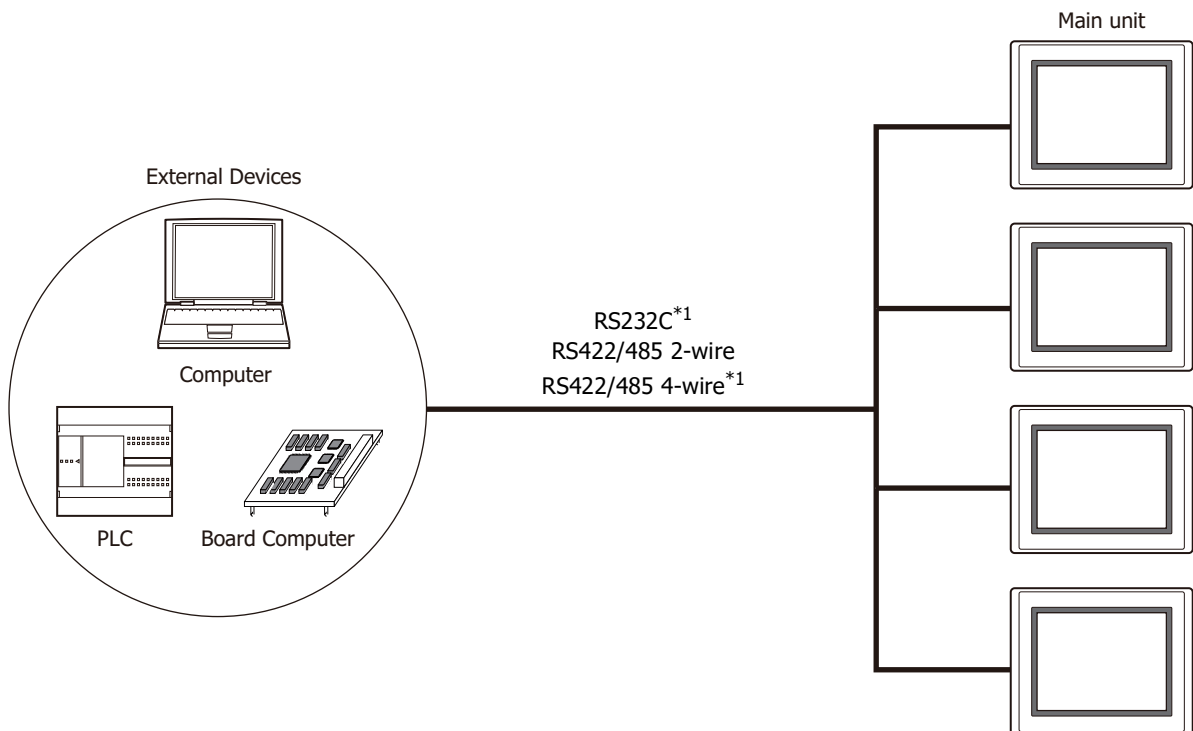 Main unit
External Devices
Computer
PLC
Board Computer
RS232C*1
RS422/485 2-wire
RS422/485 4-wire*1